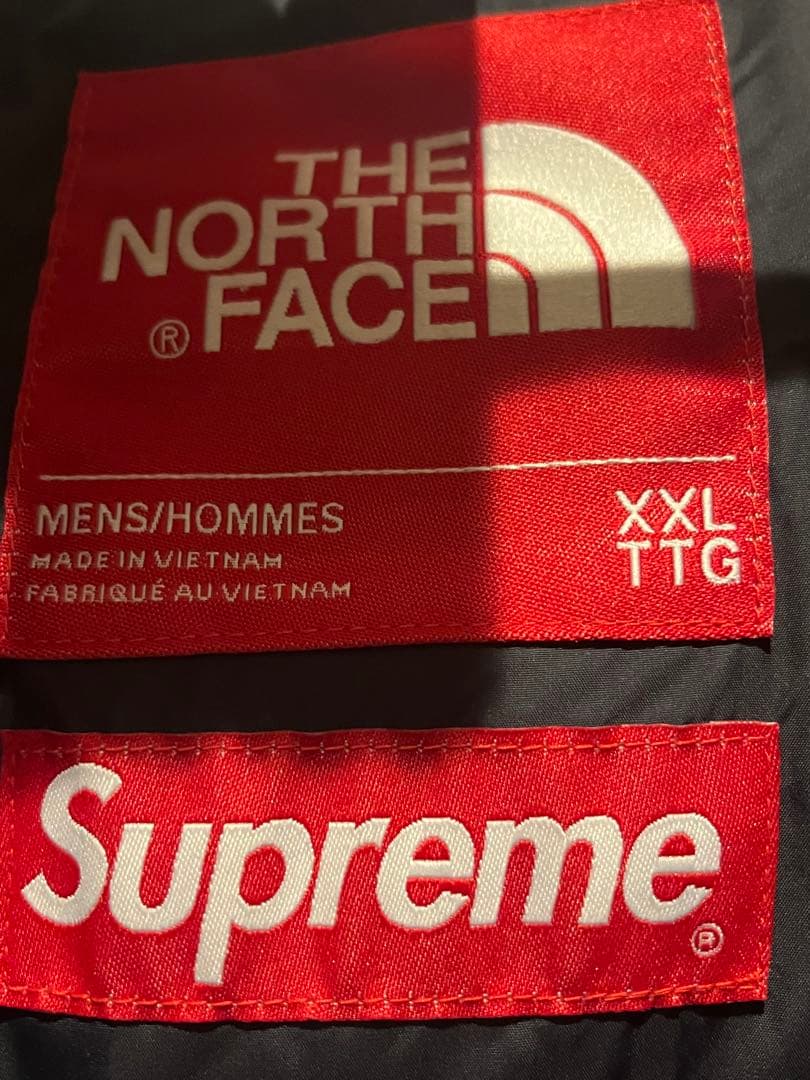 THE
NORTH
FACE
®
MENS/HOMMES
XXL
MADE IN VIETNAM
TTG
FABRIQUÉ AU VIETNAM
Supreme
®